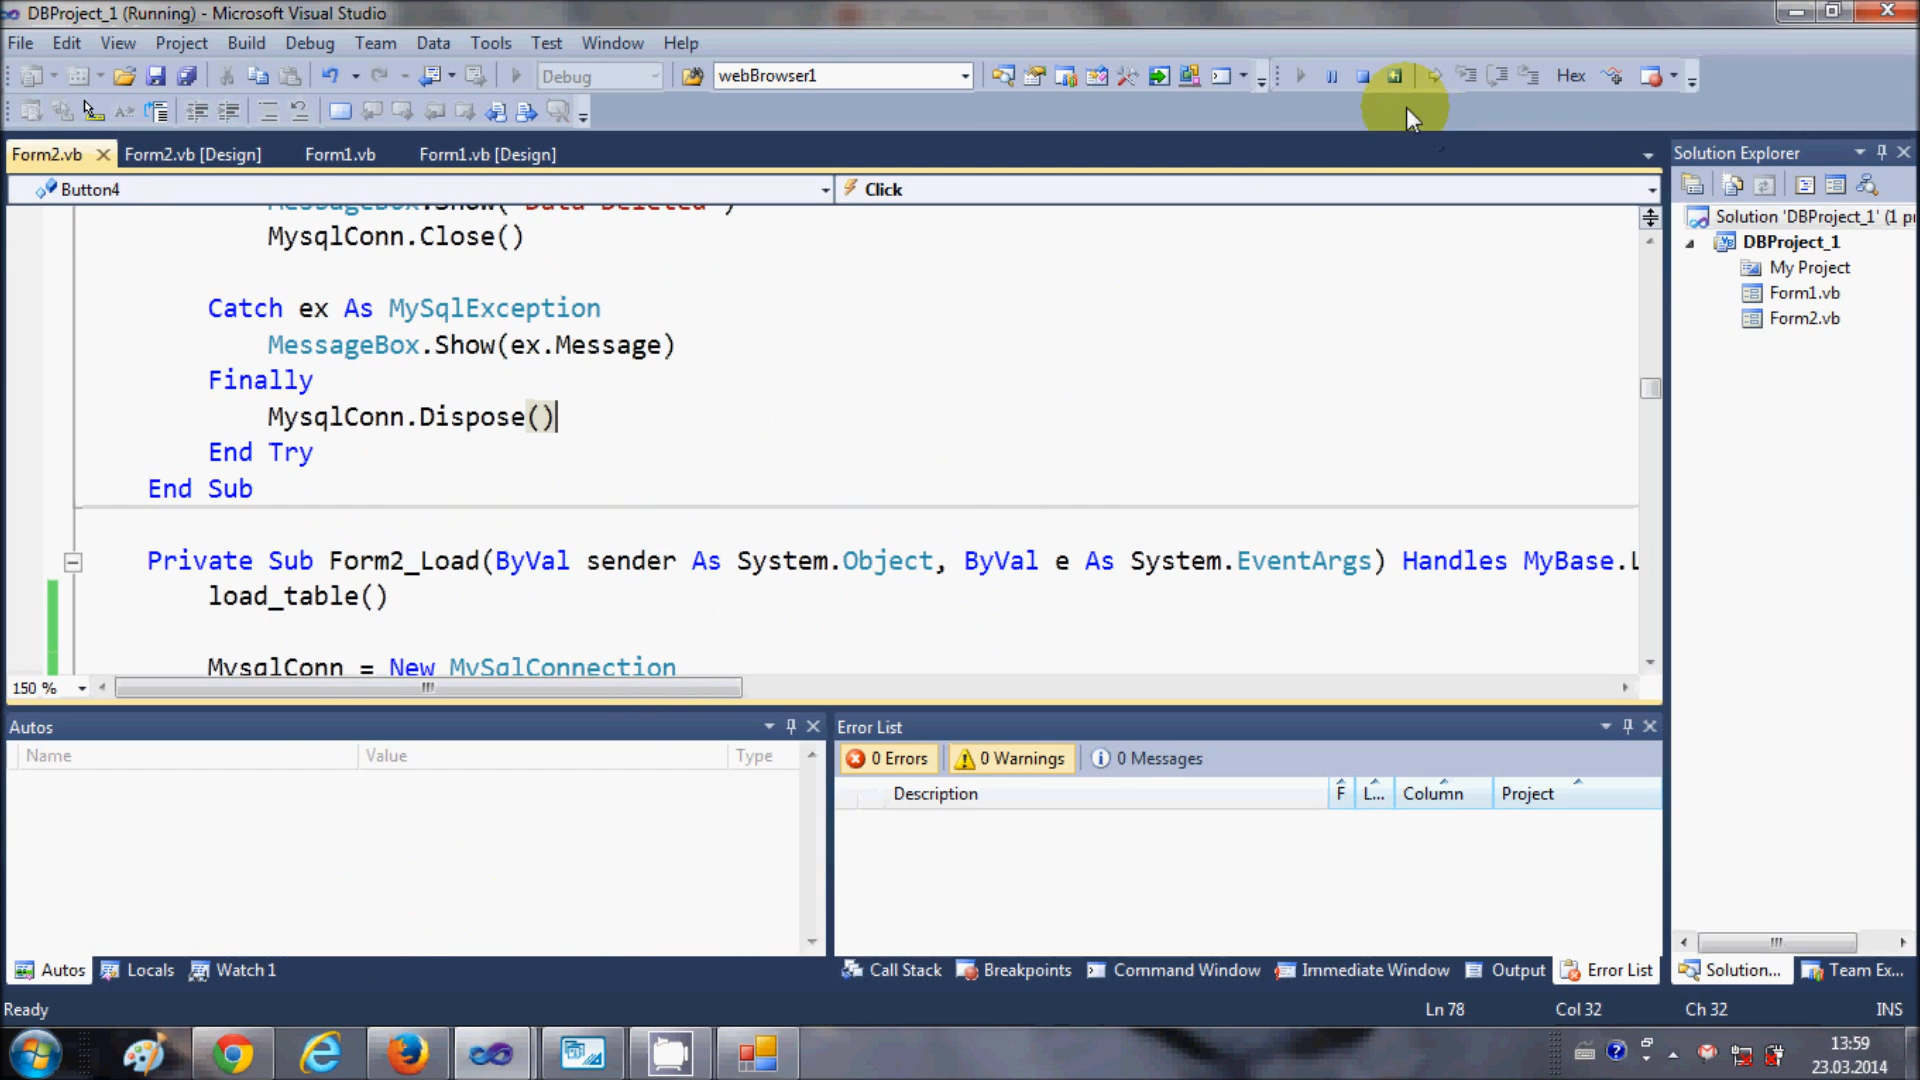 DBProject_1 (Running) - Microsoft Visual Studio
File Edit View Project Build Debug Team Data Tools Test Window Help
Debug webBrowser1 Hex
Form2.vb Form2.vb [Design] Form1.vb Form1.vb [Design]
Button4 Click
MessageBox.Show("Data Deleted")
MysqlConn.Close()
Catch ex As MySqlException
MessageBox.Show(ex.Message)
Finally
MysqlConn.Dispose()
End Try
End Sub
Private Sub Form2_Load(ByVal sender As System.Object, ByVal e As System.EventArgs) Handles MyBase.L
load_table()
MysqlConn = New MySqlConnection
150 %
Solution Explorer
Solution 'DBProject_1' (1 pr
DBProject_1
My Project
Form1.vb
Form2.vb
Autos
Name Value Type
Error List
0 Errors 0 Warnings 0 Messages
Description F L... Column Project
Autos Locals Watch 1
Call Stack Breakpoints Command Window Immediate Window Output Error List
Solution... Team Ex...
Ready Ln 78 Col 32 Ch 32 INS
13:59
23.03.2014